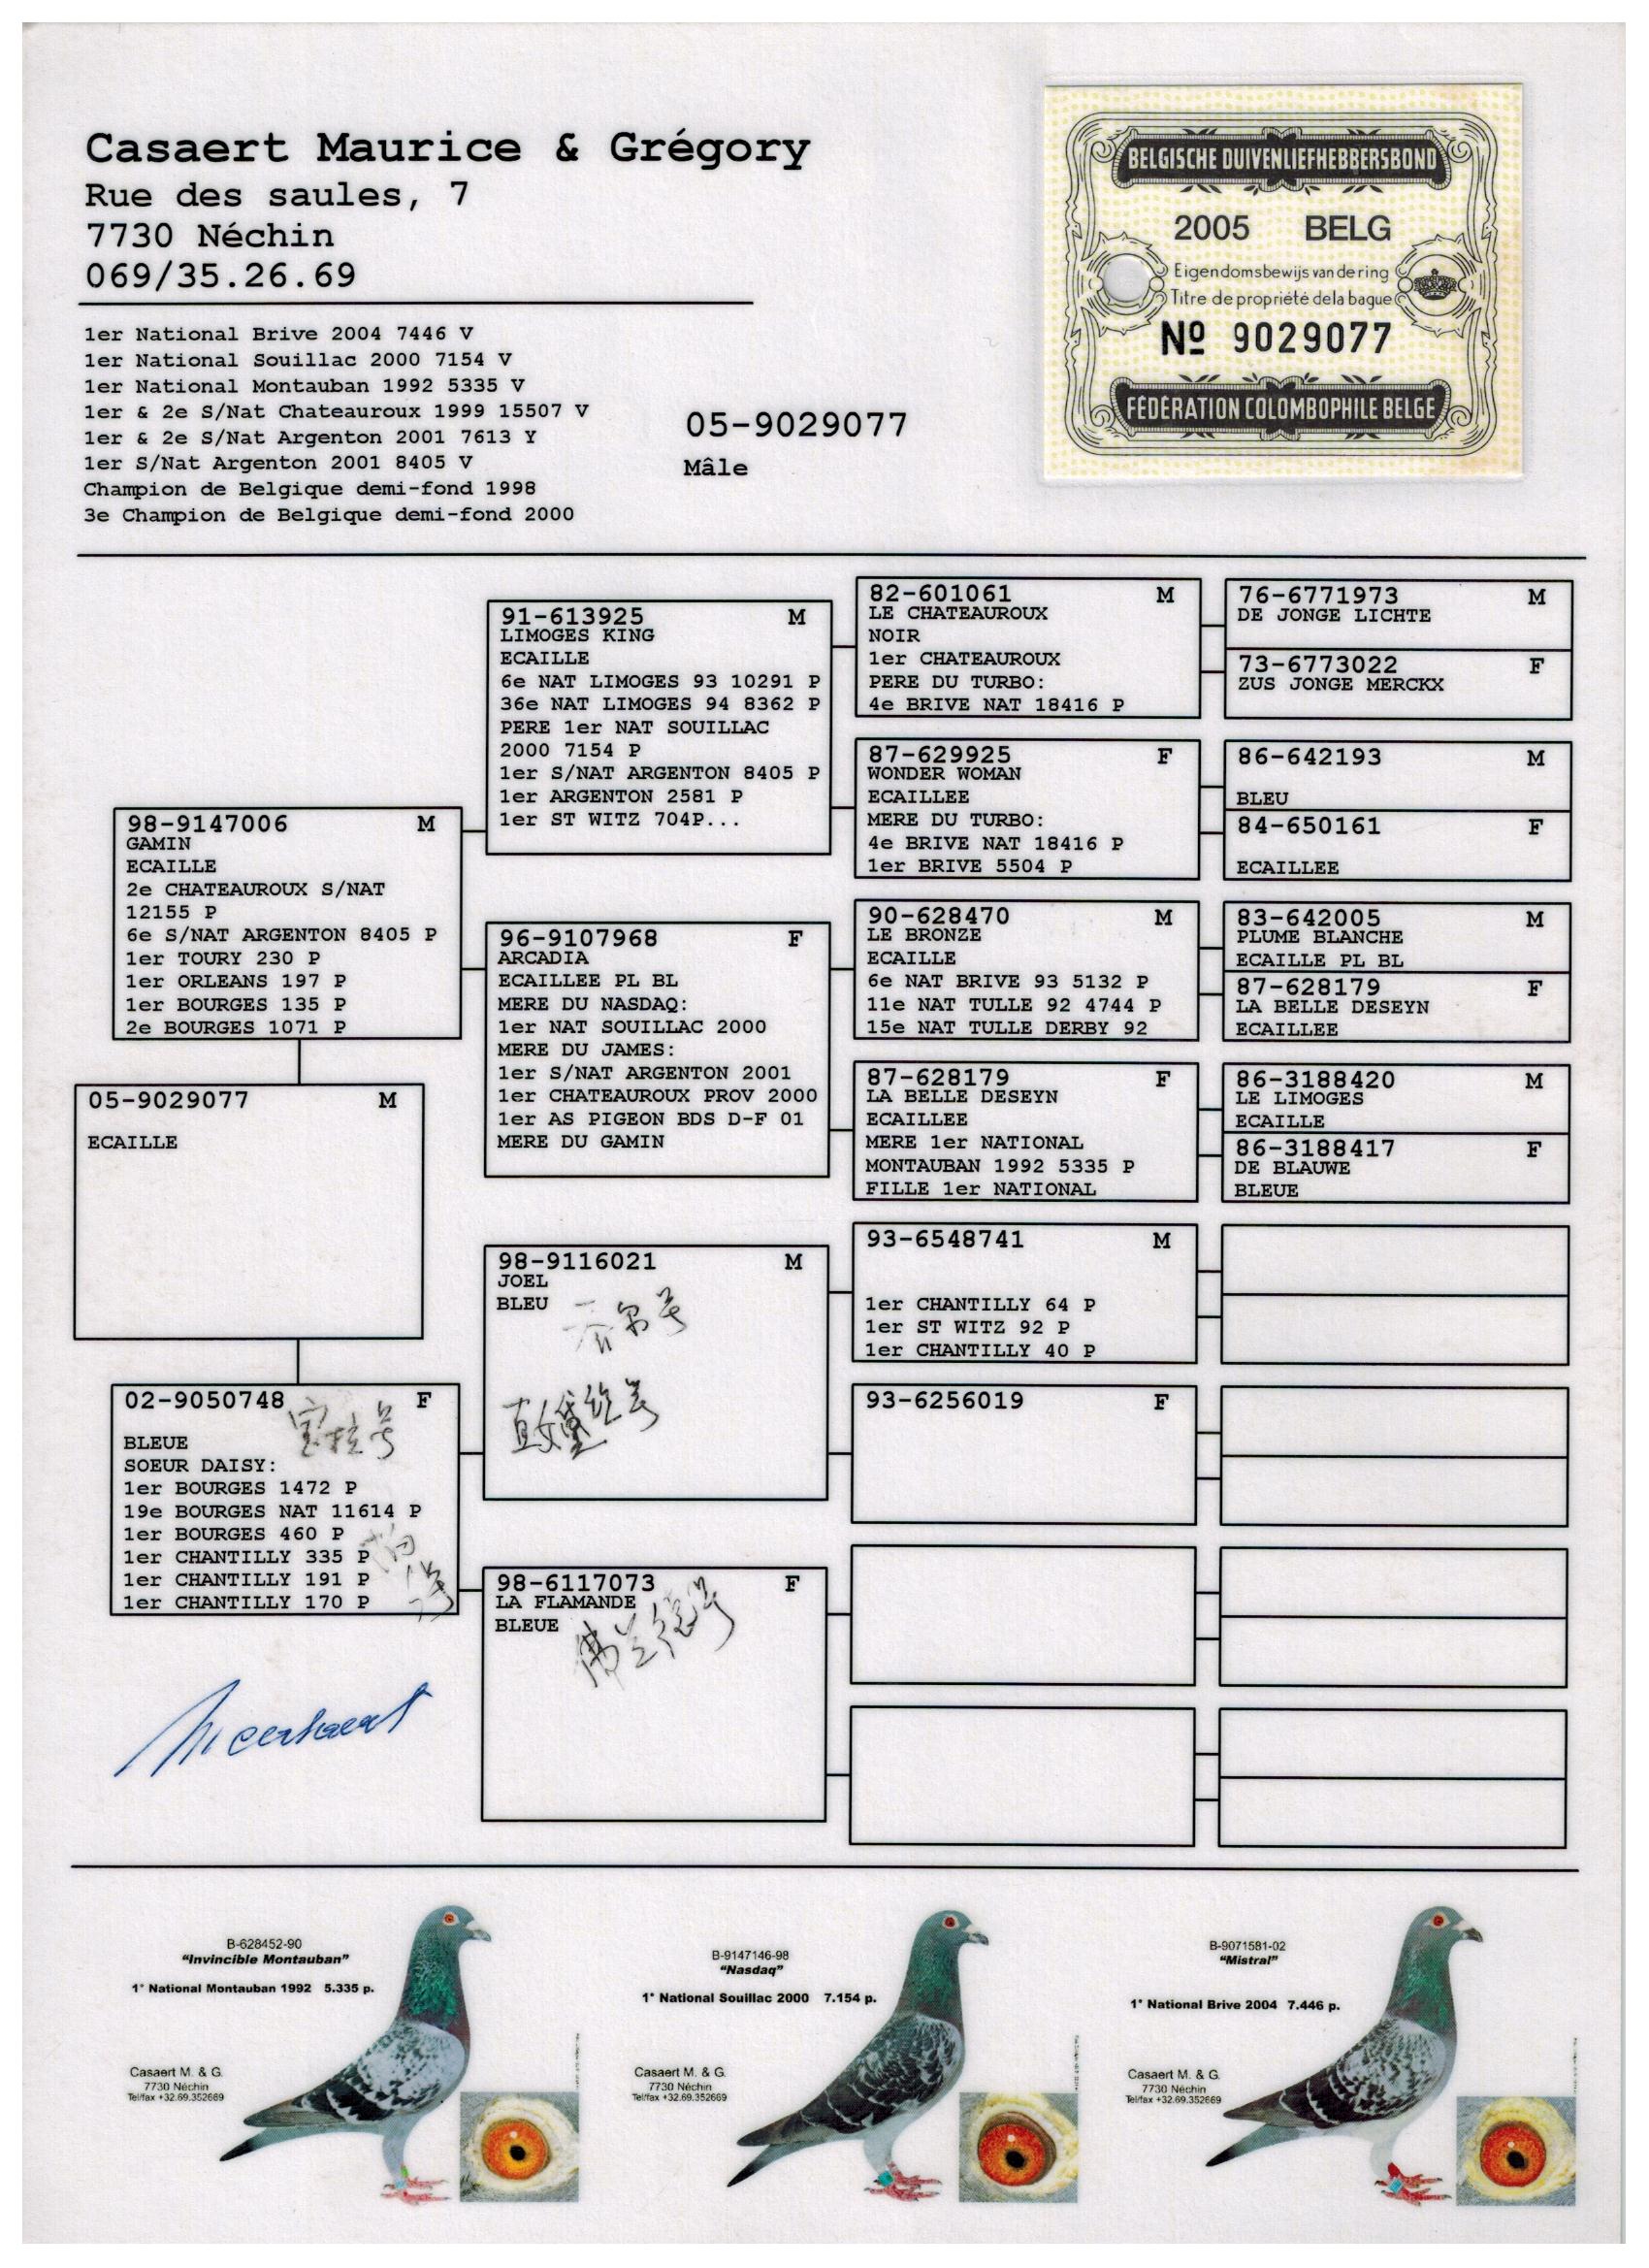 Casaert Maurice & Grégory
Rue des saules, 7
7730 Néchin
069/35.26.69
1er National Brive 2004 7446 V
1er National Souillac 2000 7154 V
1er National Montauban 1992 5335 V
1er & 2e S/Nat Chateauroux 1999 15507 V
1er & 2e S/Nat Argenton 2001 7613 Y
1er S/Nat Argenton 2001 8405 V
Champion de Belgique demi-fond 1998
3e Champion de Belgique demi-fond 2000
05-9029077
Mâle
BELGISCHE DUIVENLIEFHEBBERSBOND
2005 BELG
Eigendomsbewijs van de ring
Titre de propriété de la bague
Nº 9029077
FÉDÉRATION COLOMBOPHILE BELGE
98-9147006 M
GAMIN
ECAILLE
2e CHATEAUROUX S/NAT
12155 P
6e S/NAT ARGENTON 8405 P
1er TOURY 230 P
1er ORLEANS 197 P
1er BOURGES 135 P
2e BOURGES 1071 P
05-9029077 M
ECAILLE
02-9050748 F
BLEUE
SOEUR DAISY:
1er BOURGES 1472 P
19e BOURGES NAT 11614 P
1er BOURGES 460 P
1er CHANTILLY 335 P
1er CHANTILLY 191 P
1er CHANTILLY 170 P
91-613925 M
LIMOGES KING
ECAILLE
6e NAT LIMOGES 93 10291 P
36e NAT LIMOGES 94 8362 P
PERE 1er NAT SOUILLAC
2000 7154 P
1er S/NAT ARGENTON 8405 P
1er ARGENTON 2581 P
1er ST WITZ 704P...
96-9107968 F
ARCADIA
ECAILLEE PL BL
MERE DU NASDAQ:
1er NAT SOUILLAC 2000
MERE DU JAMES:
1er S/NAT ARGENTON 2001
1er CHATEAUROUX PROV 2000
1er AS PIGEON BDS D-F 01
MERE DU GAMIN
98-9116021 M
JOEL
BLEU
98-6117073 F
LA FLAMANDE
BLEUE
82-601061 M
LE CHATEAUROUX
NOIR
1er CHATEAUROUX
PERE DU TURBO:
4e BRIVE NAT 18416 P
87-629925 F
WONDER WOMAN
ECAILLEE
MERE DU TURBO:
4e BRIVE NAT 18416 P
1er BRIVE 5504 P
90-628470 M
LE BRONZE
ECAILLE
6e NAT BRIVE 93 5132 P
11e NAT TULLE 92 4744 P
15e NAT TULLE DERBY 92
87-628179 F
LA BELLE DESEYN
ECAILLEE
MERE 1er NATIONAL
MONTAUBAN 1992 5335 P
FILLE 1er NATIONAL
93-6548741 M
1er CHANTILLY 64 P
1er ST WITZ 92 P
1er CHANTILLY 40 P
93-6256019 F
76-6771973 M
DE JONGE LICHTE
73-6773022 F
ZUS JONGE MERCKX
86-642193 M
BLEU
84-650161 F
ECAILLEE
83-642005 M
PLUME BLANCHE
ECAILLE PL BL
87-628179 F
LA BELLE DESEYN
ECAILLEE
86-3188420 M
LE LIMOGES
ECAILLE
86-3188417 F
DE BLAUWE
BLEUE
B-628452-90
"Invincible Montauban"
1° National Montauban 1992 5.335 p.
Casaert M. & G.
7730 Néchin
Tel/fax +32.69.352669
B-9147146-98
"Nasdaq"
1° National Souillac 2000 7.154 p.
Casaert M. & G.
7730 Néchin
Tel/fax +32.69.352669
B-9071581-02
"Mistral"
1° National Brive 2004 7.446 p.
Casaert M. & G.
7730 Néchin
Tel/fax +32.69.352669